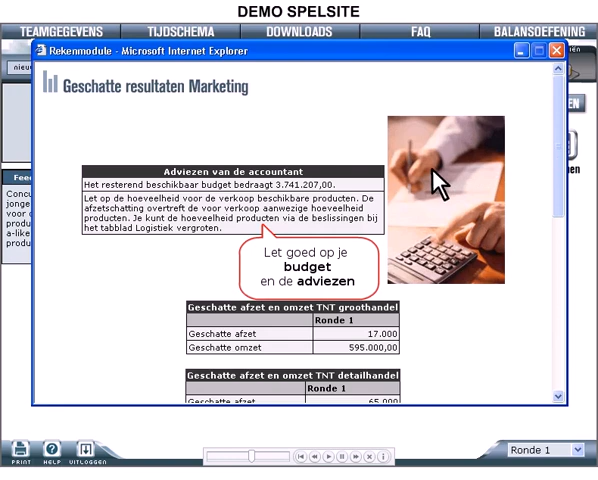 DEMO SPELSITE
TEAMGEGEVENS TIJDSCHEMA DOWNLOADS FAQ BALANSOEFENING
Rekenmodule - Microsoft Internet Explorer
Geschatte resultaten Marketing
Adviezen van de accountant
Het resterend beschikbaar budget bedraagt 3.741.207,00.
Let op de hoeveelheid voor de verkoop beschikbare producten. De
afzetschatting overtreft de voor verkoop aanwezige hoeveelheid
producten. Je kunt de hoeveelheid producten via de beslissingen bij
het tabblad Logistiek vergroten.
Let goed op je
budget
en de adviezen
Geschatte afzet en omzet TNT groothandel
Ronde 1
Geschatte afzet 17.000
Geschatte omzet 595.000,00
Geschatte afzet en omzet TNT detailhandel
Ronde 1
Geschatte afzet 65.000
PRINT HELP UITLOGGEN
Ronde 1